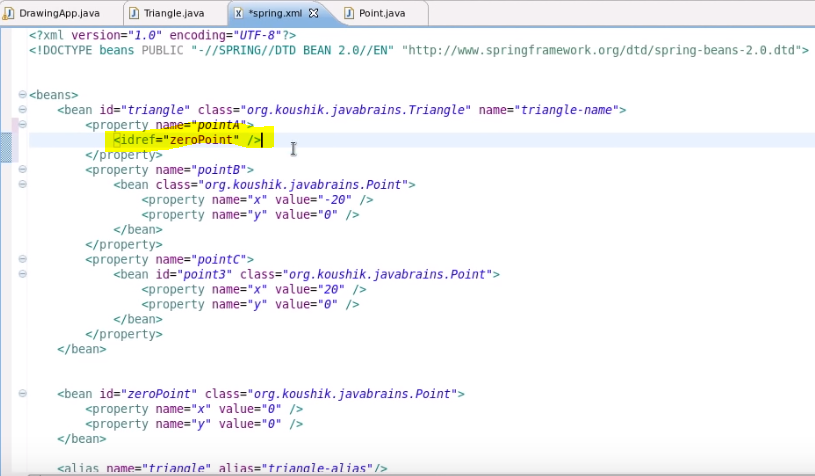 DrawingApp.java Triangle.java *spring.xml Point.java
<?xml version="1.0" encoding="UTF-8"?>
<!DOCTYPE beans PUBLIC "-//SPRING//DTD BEAN 2.0//EN" "http://www.springframework.org/dtd/spring-beans-2.0.dtd">
<beans>
<bean id="triangle" class="org.koushik.javabrains.Triangle" name="triangle-name">
<property name="pointA">
<idref="zeroPoint" />
</property>
<property name="pointB">
<bean class="org.koushik.javabrains.Point">
<property name="x" value="-20" />
<property name="y" value="0" />
</bean>
</property>
<property name="pointC">
<bean id="point3" class="org.koushik.javabrains.Point">
<property name="x" value="20" />
<property name="y" value="0" />
</bean>
</property>
</bean>
<bean id="zeroPoint" class="org.koushik.javabrains.Point">
<property name="x" value="0" />
<property name="y" value="0" />
</bean>
<alias name="triangle" alias="triangle-alias"/>